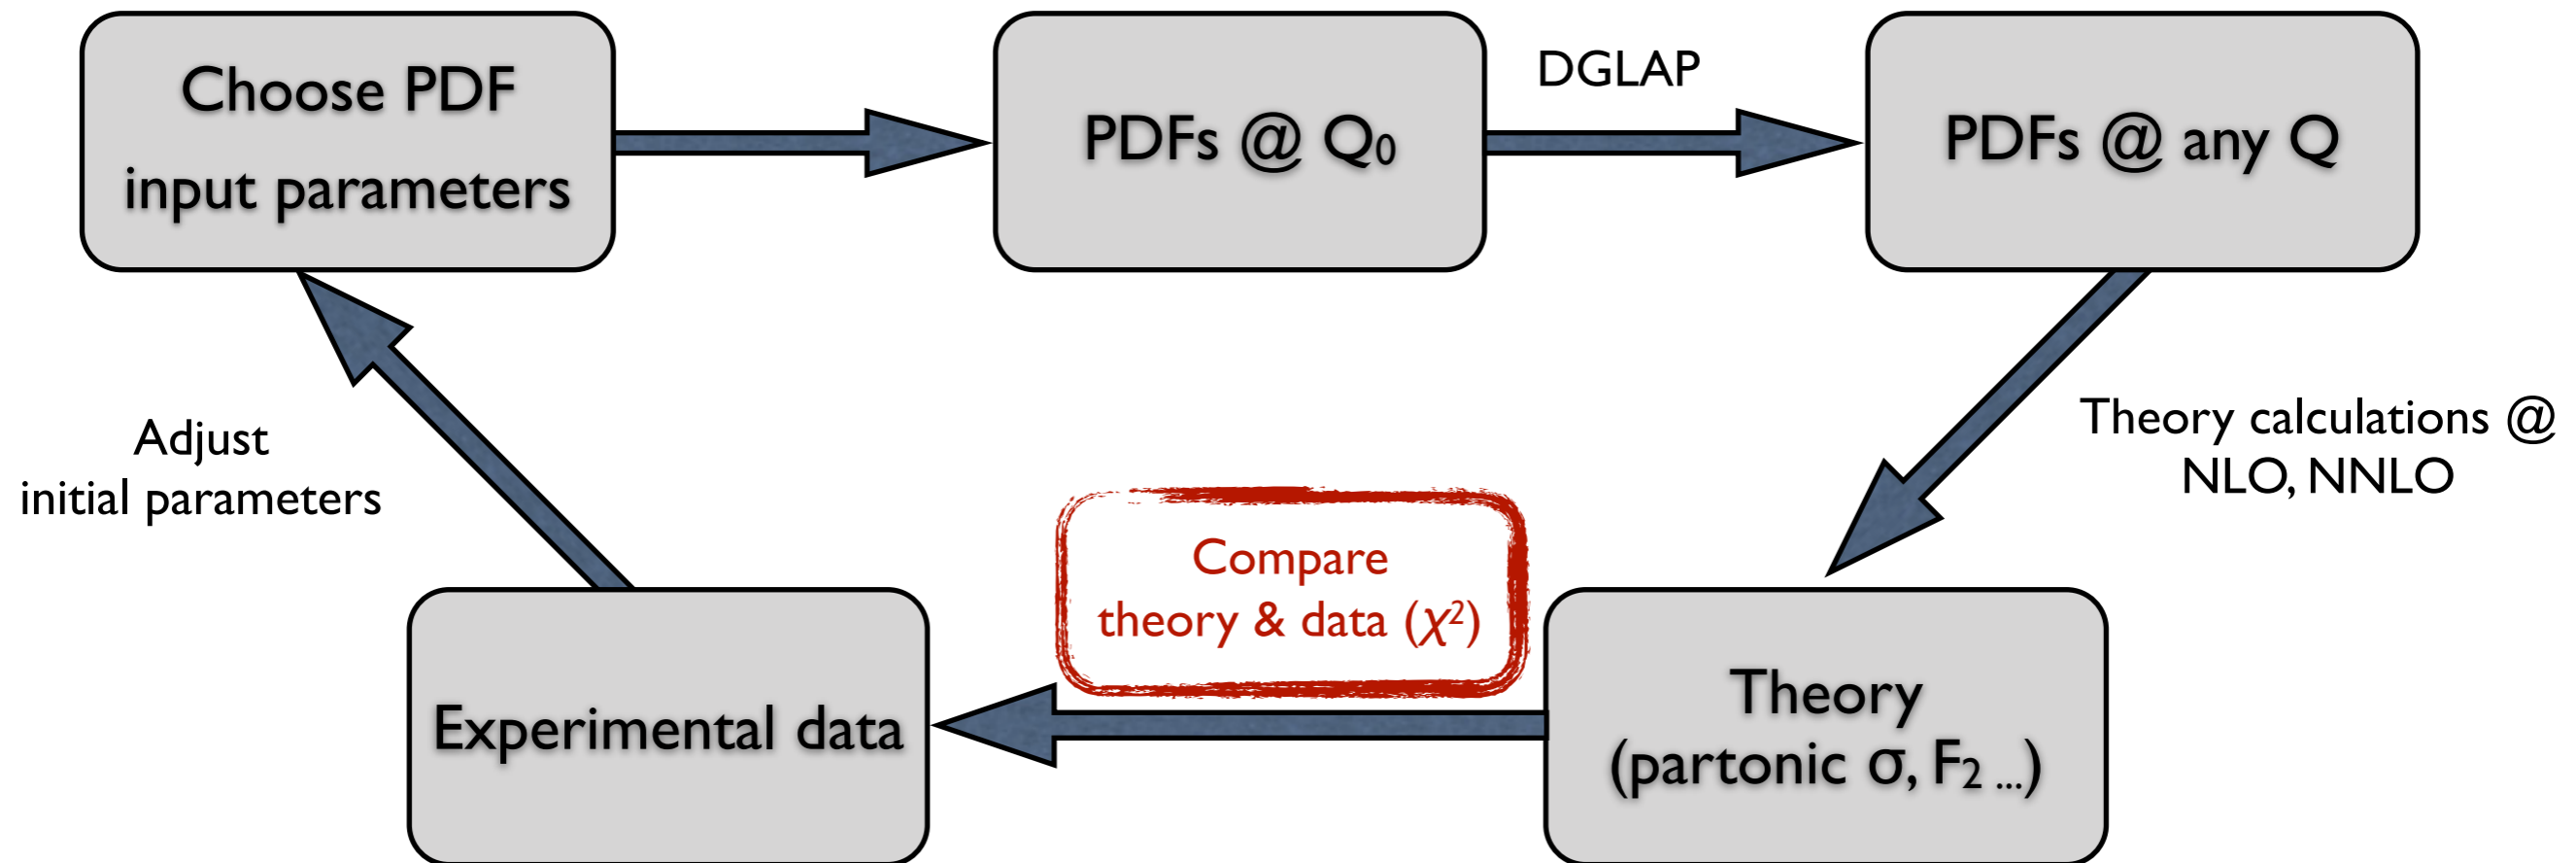 Choose PDF
input parameters
PDFs @ Q₀
DGLAP
PDFs @ any Q
Theory calculations @
NLO, NNLO
Theory
(partonic σ, F₂ ...)
Compare
theory & data (χ²)
Experimental data
Adjust
initial parameters